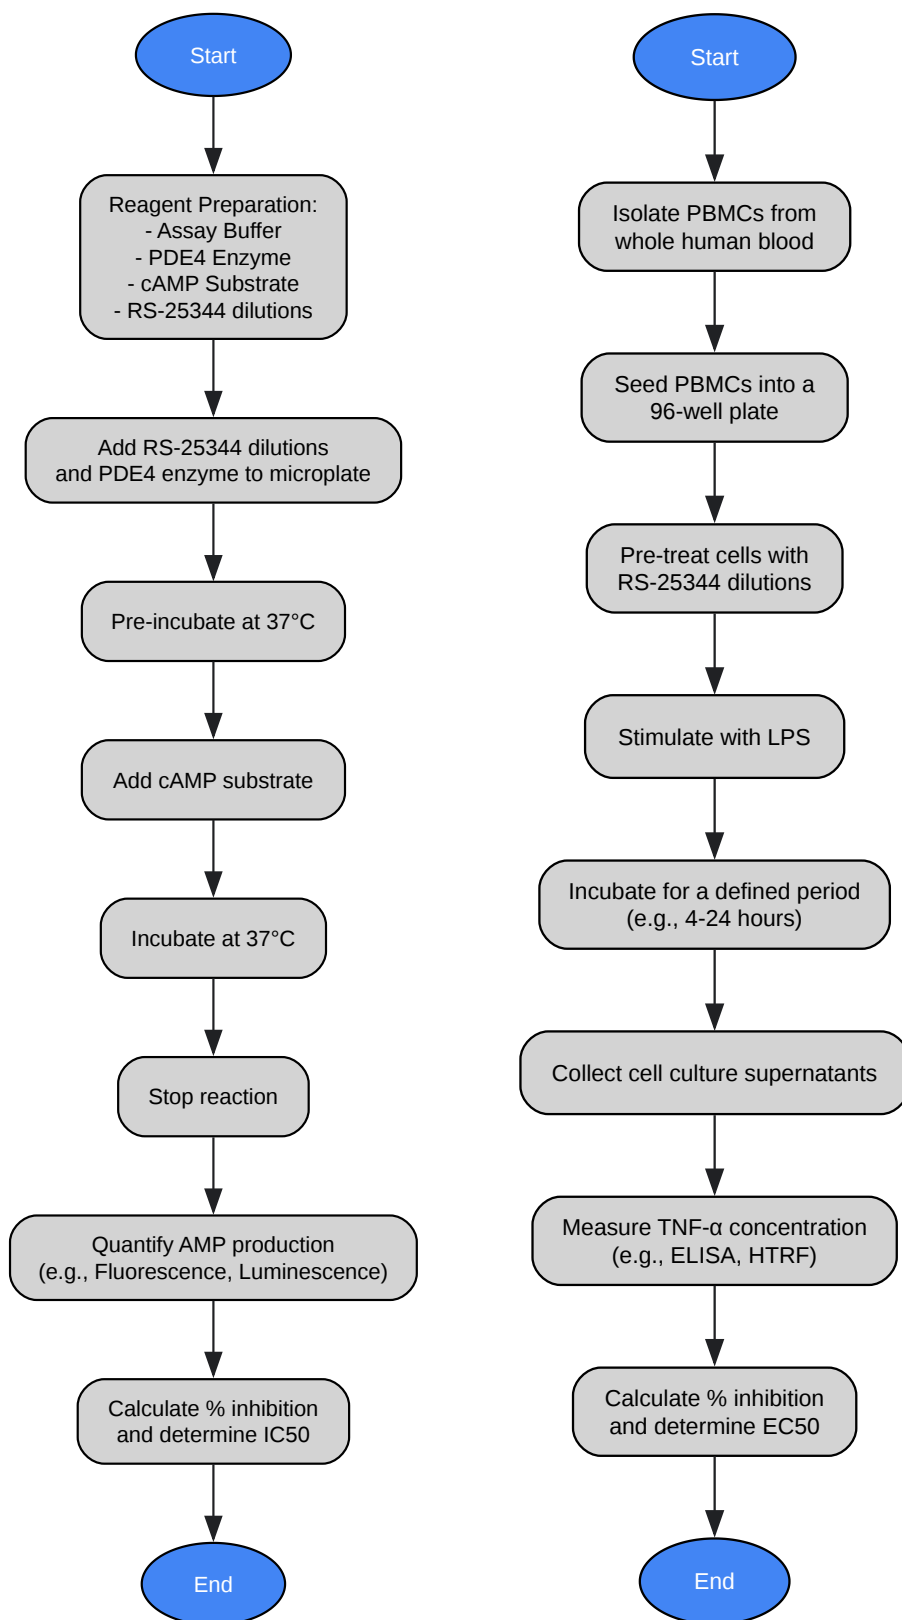 Start
Reagent Preparation:
- Assay Buffer
- PDE4 Enzyme
- cAMP Substrate
- RS-25344 dilutions
Add RS-25344 dilutions
and PDE4 enzyme to microplate
Pre-incubate at 37°C
Add cAMP substrate
Incubate at 37°C
Stop reaction
Quantify AMP production
(e.g., Fluorescence, Luminescence)
Calculate % inhibition
and determine IC50
End
Start
Isolate PBMCs from
whole human blood
Seed PBMCs into a
96-well plate
Pre-treat cells with
RS-25344 dilutions
Stimulate with LPS
Incubate for a defined period
(e.g., 4-24 hours)
Collect cell culture supernatants
Measure TNF-α concentration
(e.g., ELISA, HTRF)
Calculate % inhibition
and determine EC50
End